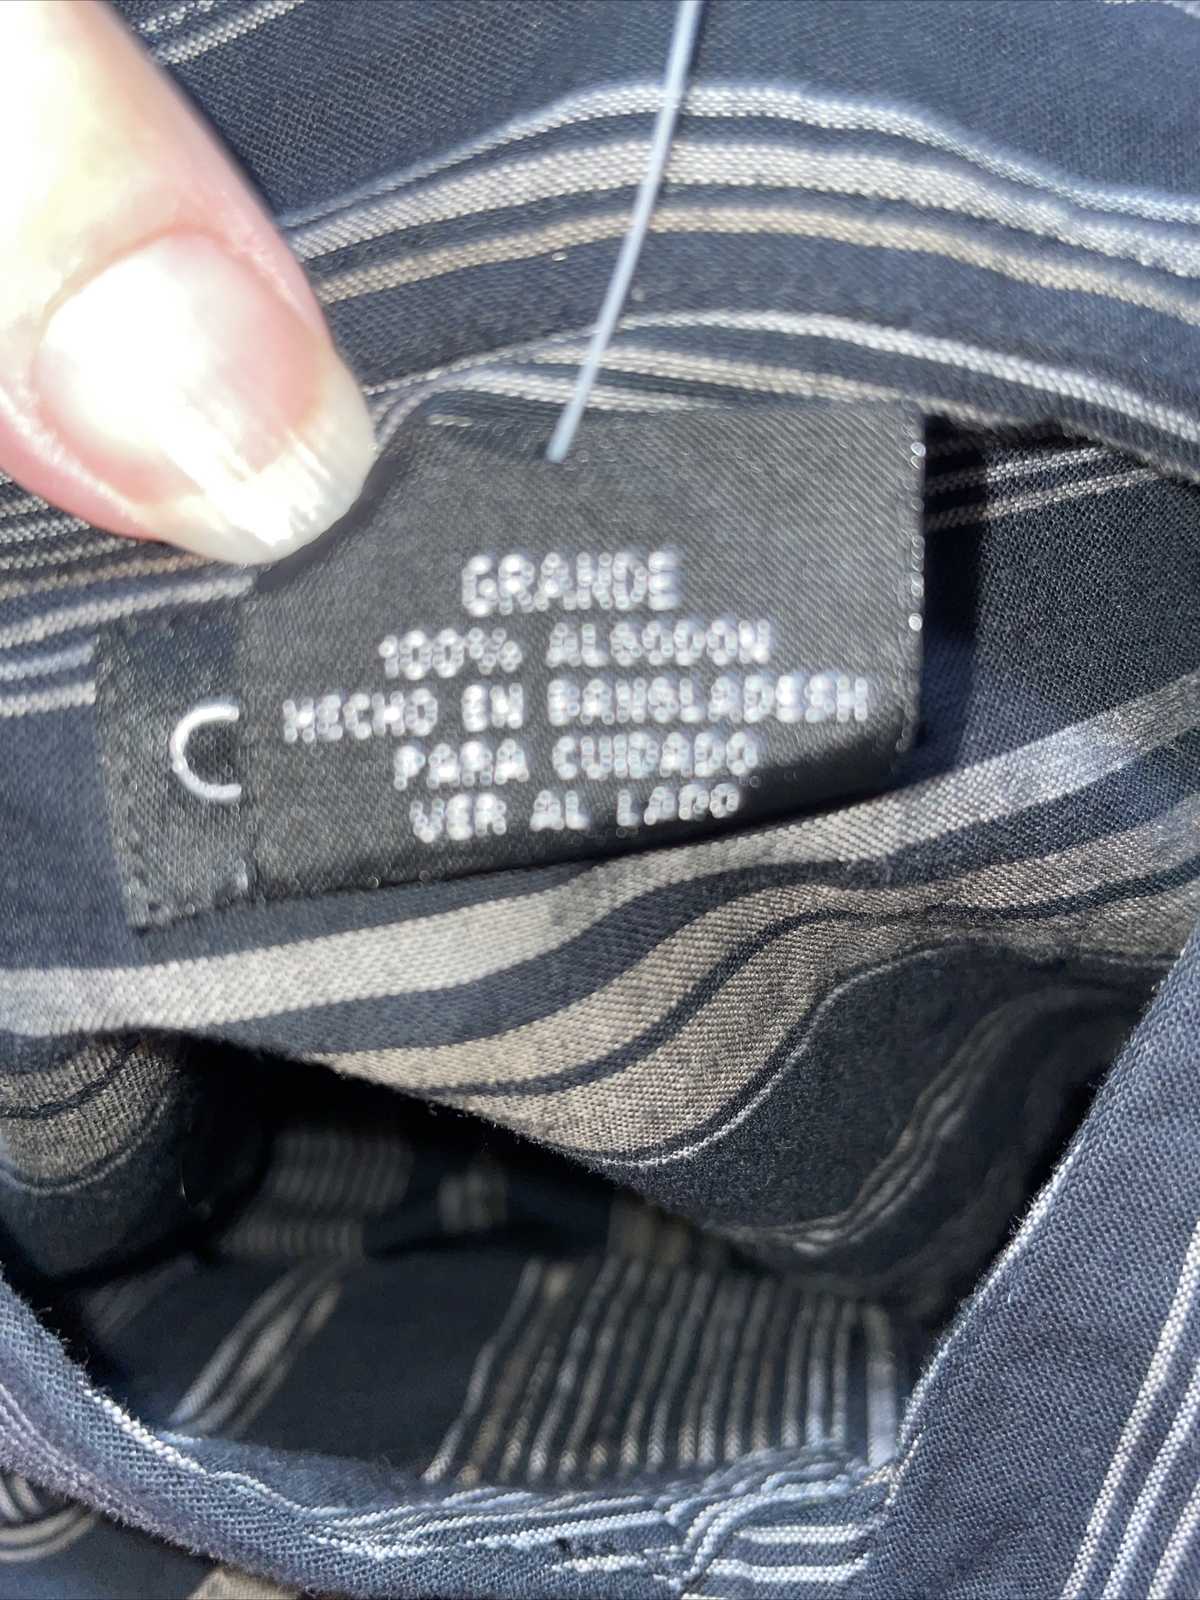 GRANDE
100% ALGODON
HECHO EN BANGLADESH
PARA CUIDADO
VER AL LADO
C